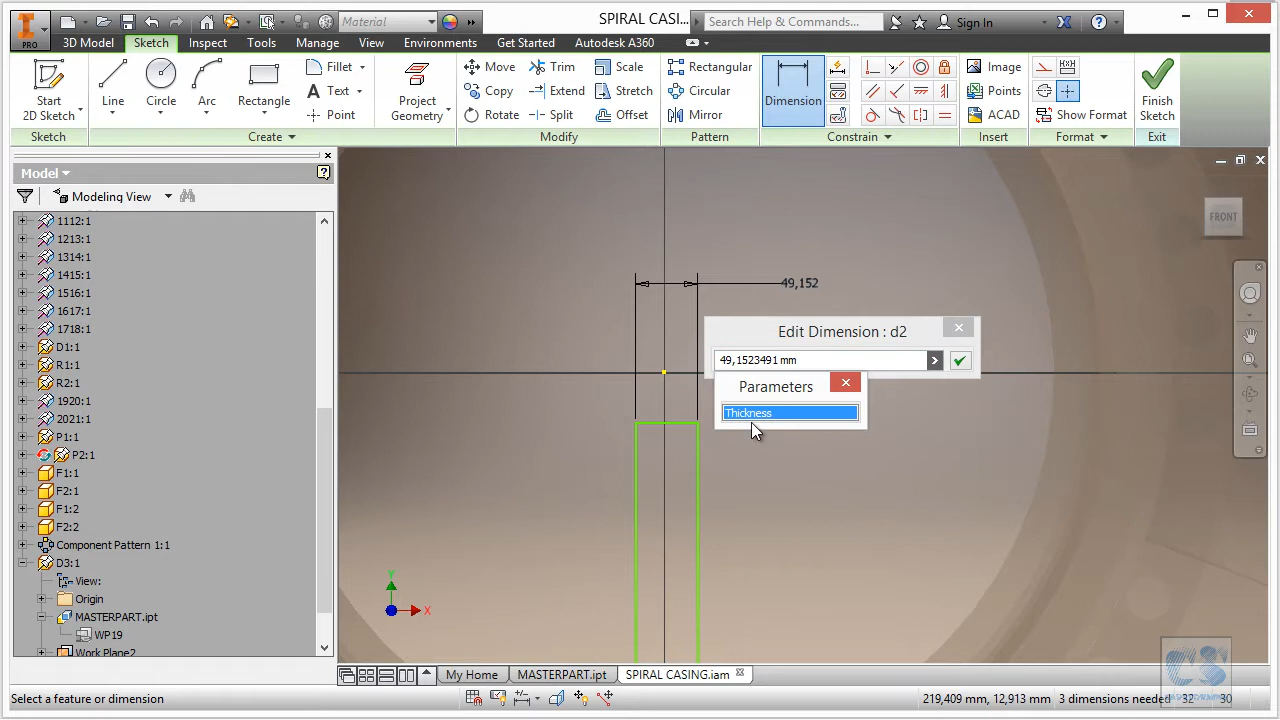 Material
SPIRAL CASING...
Search Help & Commands...
Sign In
PRO
3D Model
Sketch
Inspect
Tools
Manage
View
Environments
Get Started
Autodesk A360
Start
2D Sketch
Line
Circle
Arc
Rectangle
Fillet
Text
Point
Project
Geometry
Move
Copy
Rotate
Trim
Extend
Split
Scale
Stretch
Offset
Rectangular
Circular
Mirror
Dimension
Image
Points
ACAD
Show Format
Finish
Sketch
Sketch
Create
Modify
Pattern
Constrain
Insert
Format
Exit
Model
Modeling View
1112:1
1213:1
1314:1
1415:1
1516:1
1617:1
1718:1
D1:1
R1:1
R2:1
1920:1
2021:1
P1:1
P2:1
F1:1
F2:1
F1:2
F2:2
Component Pattern 1:1
D3:1
View:
Origin
MASTERPART.ipt
WP19
Work Plane2
FRONT
49,152
Edit Dimension : d2
49,1523491 mm
Parameters
Thickness
Y
X
My Home
MASTERPART.ipt
SPIRAL CASING.iam
Select a feature or dimension
219,409 mm, 12,913 mm
3 dimensions needed
32
30
CS